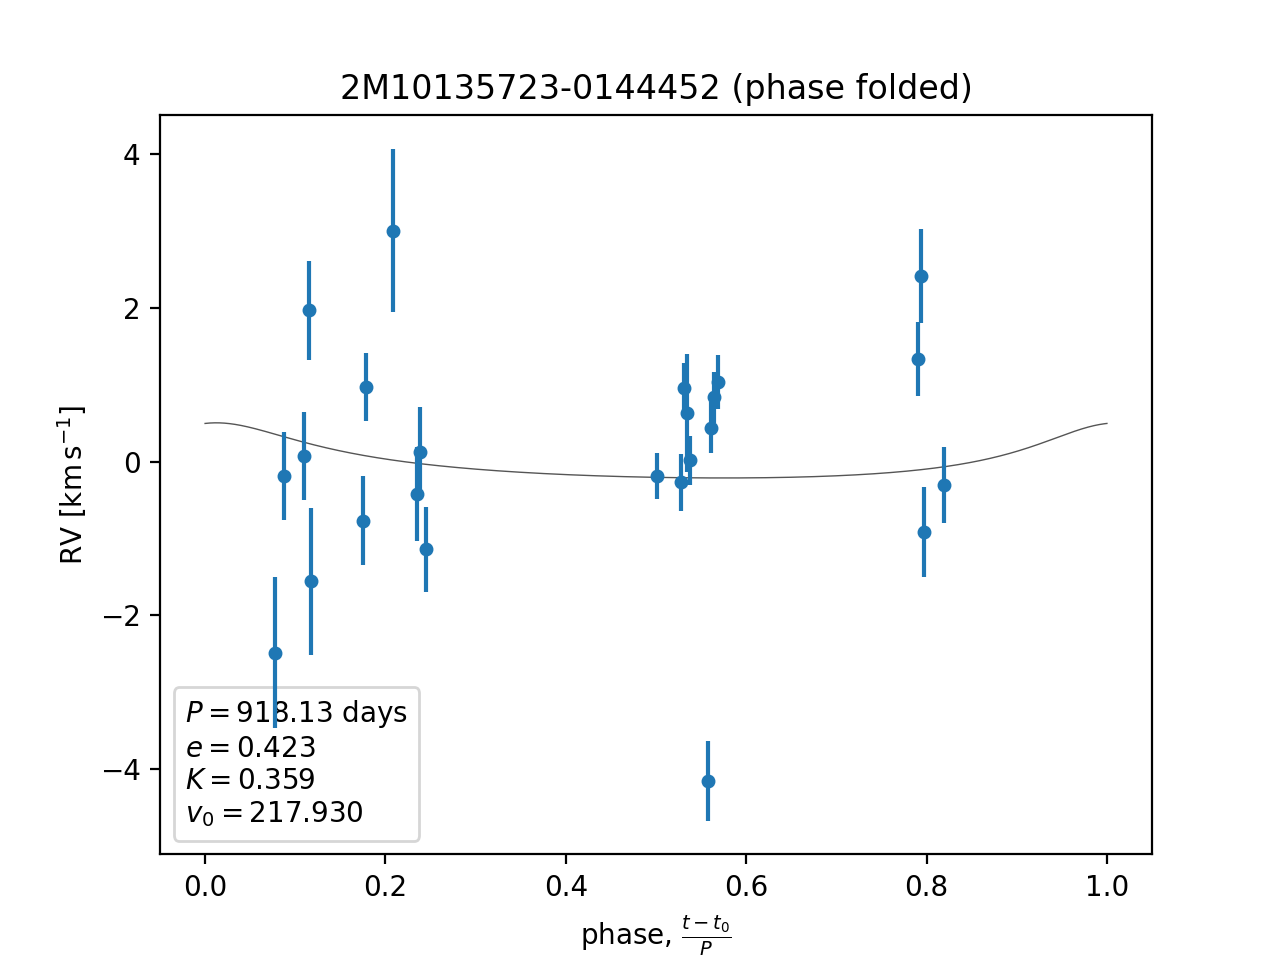 2M10135723-0144452 (phase folded)
4
2
0
−2
−4
RV [km s⁻¹]
P = 918.13 days
e = 0.423
K = 0.359
v₀ = 217.930
0.0 0.2 0.4 0.6 0.8 1.0
phase, (t − t₀)/P